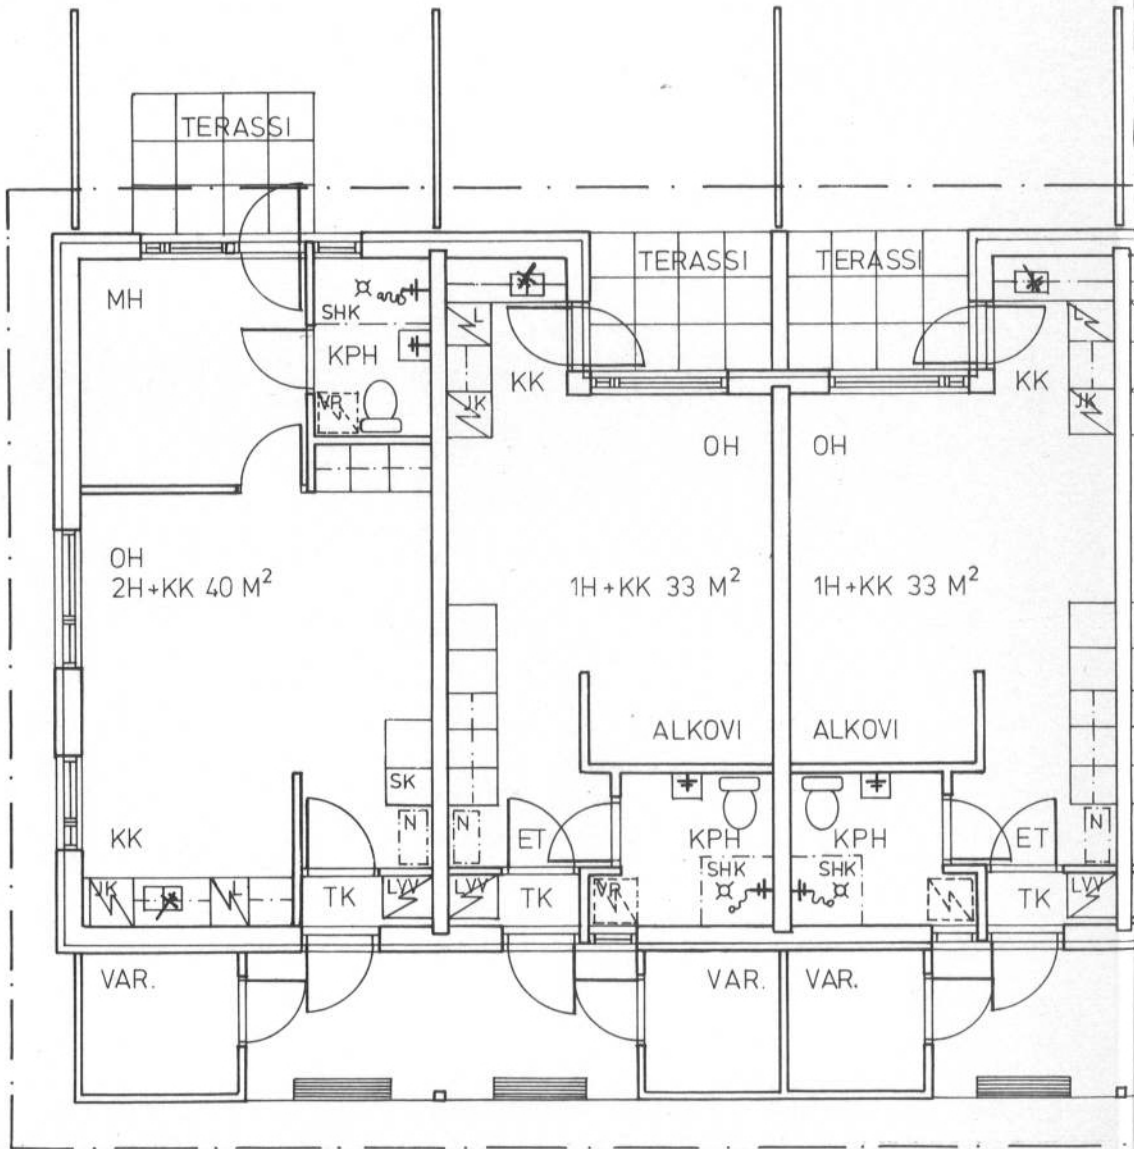 TERASSI
TERASSI
TERASSI
MH
SHK
KPH
VR
L
JK
KK
KK
L
JK
OH
OH
OH
2H+KK 40 M²
1H+KK 33 M²
1H+KK 33 M²
ALKOVI
ALKOVI
SK
N
N
N
KK
ET
KPH
KPH
ET
SHK
SHK
JK
L
TK
LVV
LVV
TK
VR
TK
LVV
VAR.
VAR.
VAR.